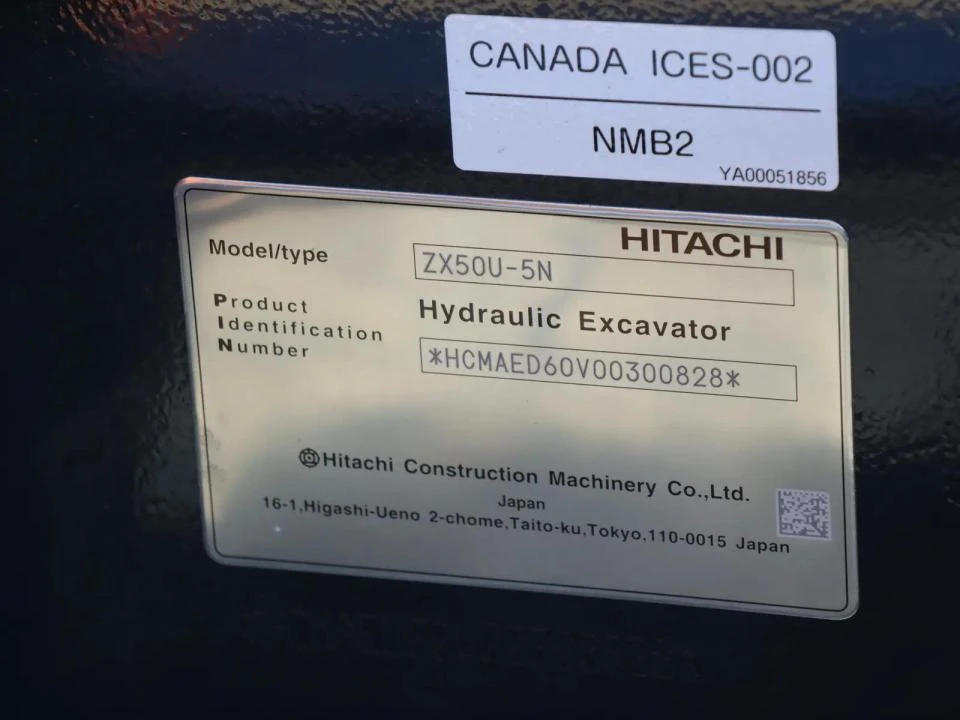 CANADA ICES-002
NMB2
YA00051856
HITACHI
Model/type ZX50U-5N
Hydraulic Excavator
Product
Identification
Number
*HCMAED60V00300828*
Hitachi Construction Machinery Co.,Ltd.
Japan
16-1,Higashi-Ueno 2-chome,Taito-ku,Tokyo,110-0015 Japan